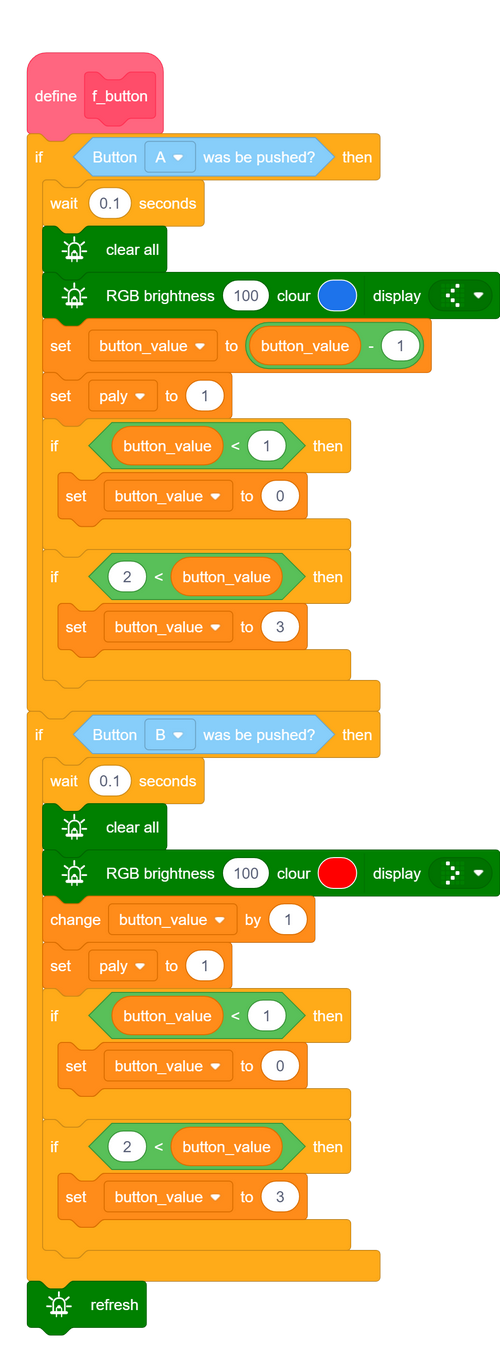 define f_button
if Button A was be pushed? then
wait 0.1 seconds
clear all
RGB brightness 100 clour display
set button_value to button_value - 1
set paly to 1
if button_value < 1 then
set button_value to 0
if 2 < button_value then
set button_value to 3
if Button B was be pushed? then
wait 0.1 seconds
clear all
RGB brightness 100 clour display
change button_value by 1
set paly to 1
if button_value < 1 then
set button_value to 0
if 2 < button_value then
set button_value to 3
refresh